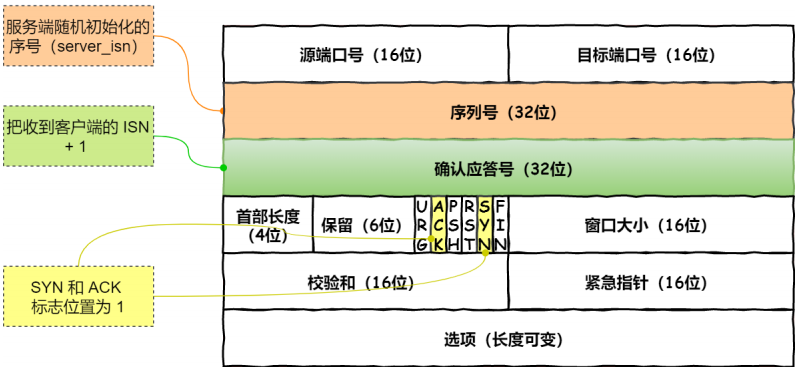 服务端随机初始化的
序号（server_isn）
源端口号（16位）
目标端口号（16位）
序列号（32位）
把收到客户端的 ISN
+ 1
确认应答号（32位）
首部长度
（4位）
保留（6位）
URG
ACK
PSH
RST
SYN
FIN
窗口大小（16位）
SYN 和 ACK
标志位置为 1
校验和（16位）
紧急指针（16位）
选项（长度可变）